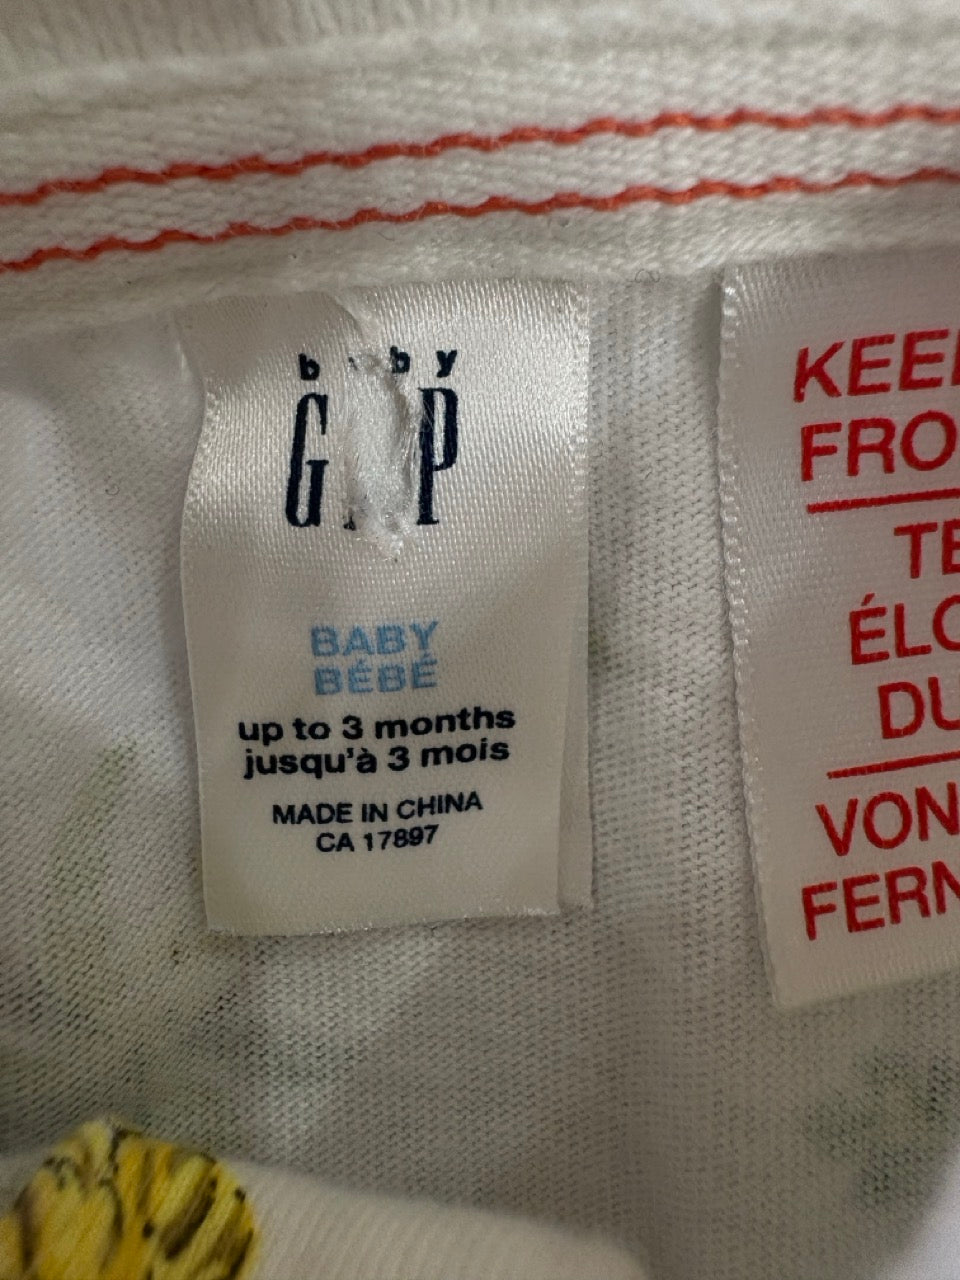 baby
GAP
BABY
BÉBÉ
up to 3 months
jusqu'à 3 mois
MADE IN CHINA
CA 17897
KEEP
FRO
TE
ÉLO
DU
VON
FERN